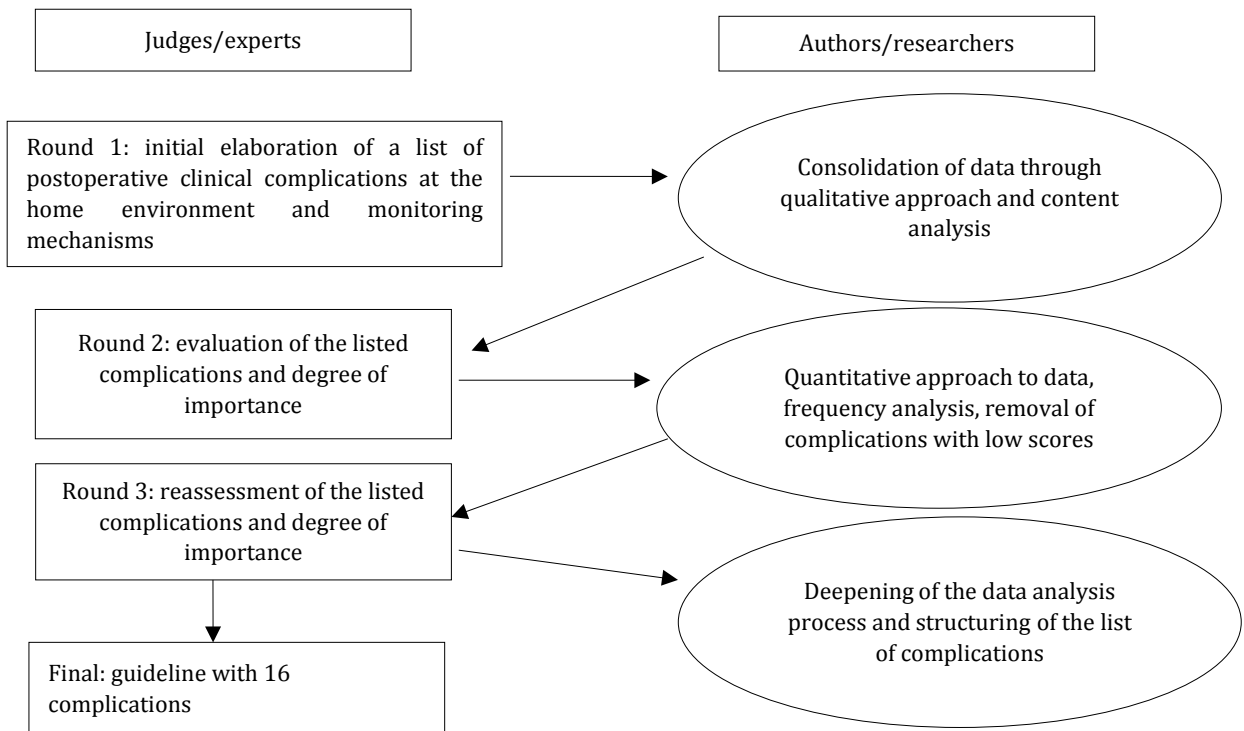 Judges/experts
Authors/researchers
Round 1: initial elaboration of a list of
postoperative clinical complications at the
home environment and monitoring
mechanisms
Consolidation of data through
qualitative approach and content
analysis
Round 2: evaluation of the listed
complications and degree of
importance
Quantitative approach to data,
frequency analysis, removal of
complications with low scores
Round 3: reassessment of the listed
complications and degree of
importance
Deepening of the data analysis
process and structuring of the list
of complications
Final: guideline with 16
complications